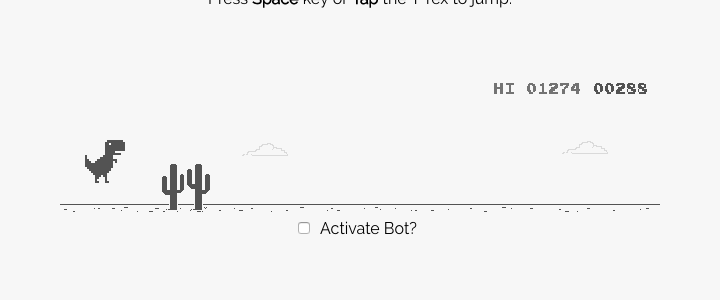 Press Space key or Tap the T-rex to jump.
HI 01274 00288
Activate Bot?